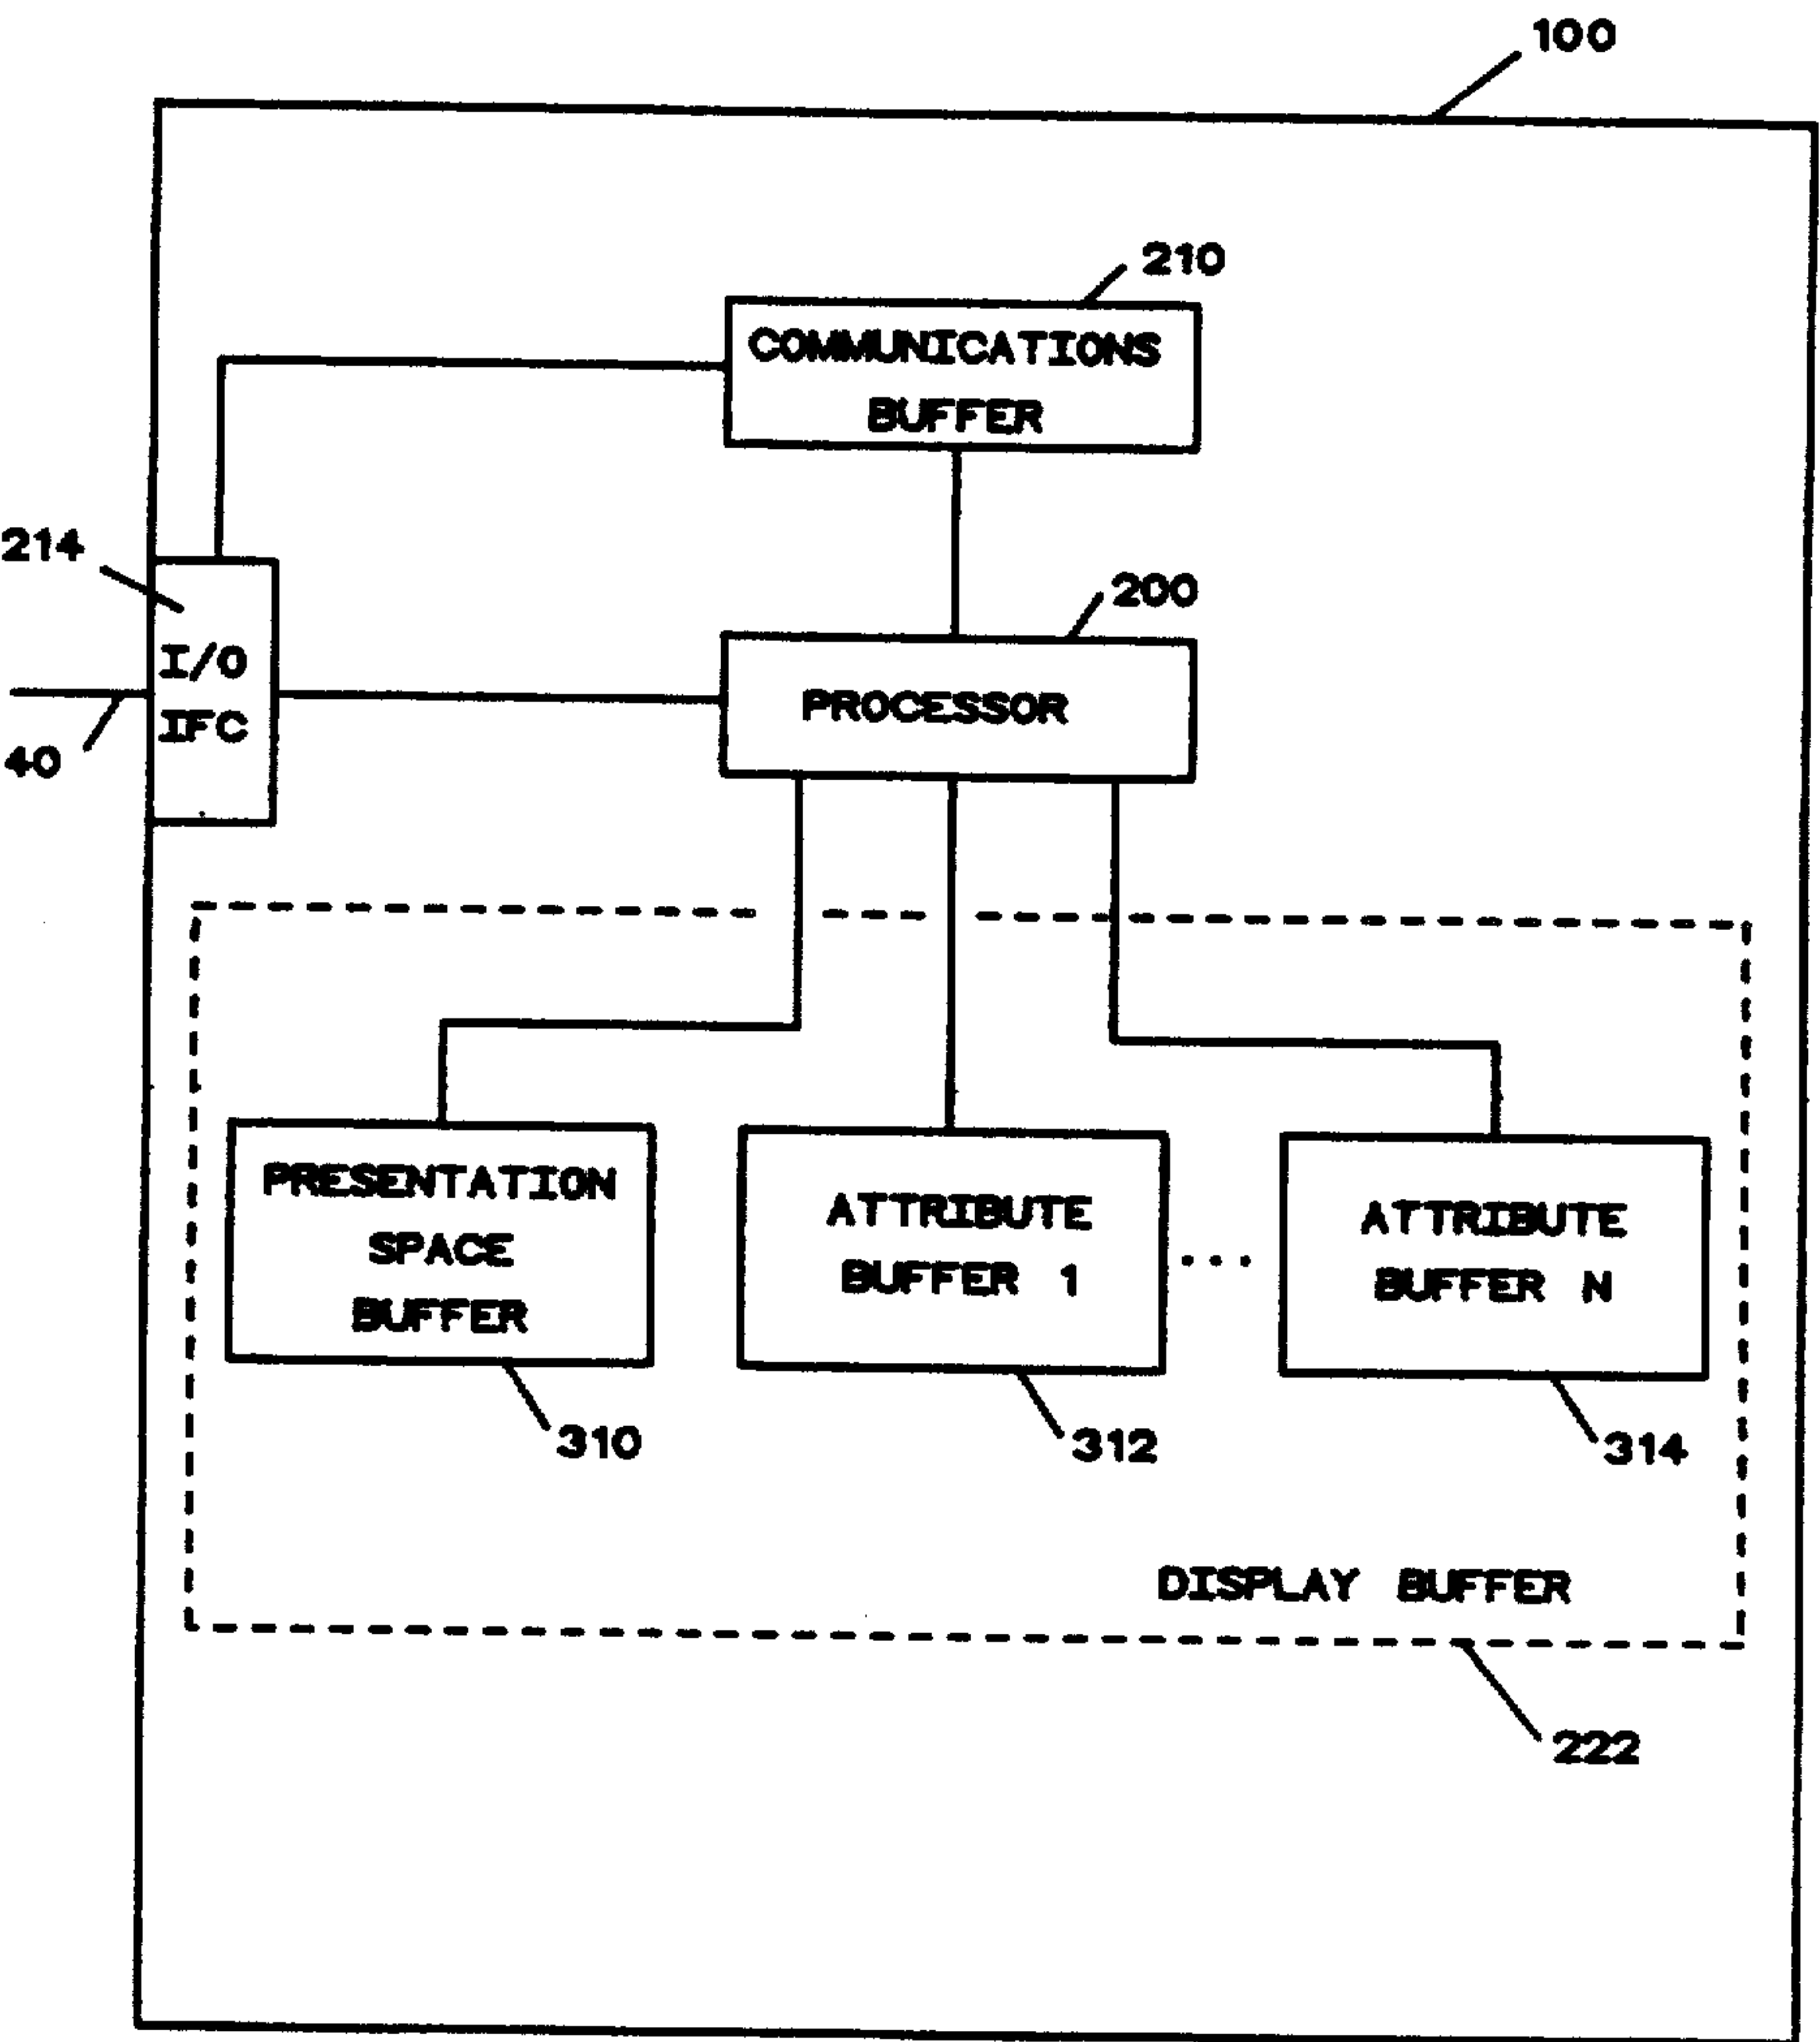 100
210
COMMUNICATIONS
BUFFER
214
200
I/O
IFC
PROCESSOR
40
PRESENTATION
SPACE
BUFFER
ATTRIBUTE
BUFFER 1
...
ATTRIBUTE
BUFFER N
310
312
314
DISPLAY BUFFER
222